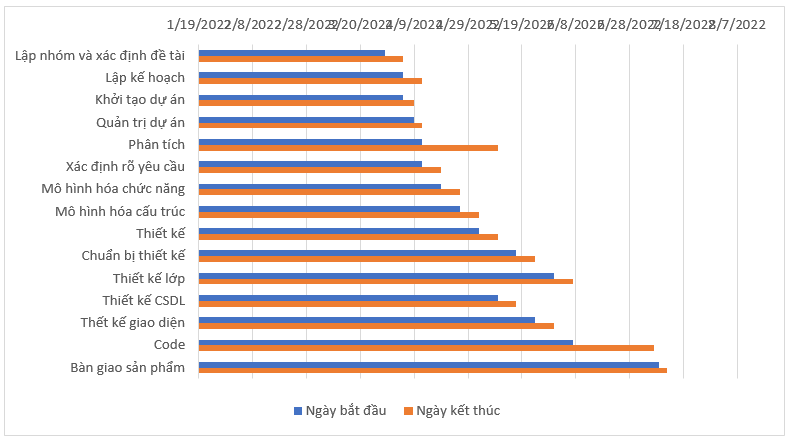 1/19/2022 2/8/2022 2/28/2022 3/20/2022 4/9/2022 4/29/2022 5/19/2022 6/8/2022 6/28/2022 7/18/2022 8/7/2022
Lập nhóm và xác định đề tài
Lập kế hoạch
Khởi tạo dự án
Quản trị dự án
Phân tích
Xác định rõ yêu cầu
Mô hình hóa chức năng
Mô hình hóa cấu trúc
Thiết kế
Chuẩn bị thiết kế
Thiết kế lớp
Thiết kế CSDL
Thết kế giao diện
Code
Bàn giao sản phẩm
Ngày bắt đầu Ngày kết thúc